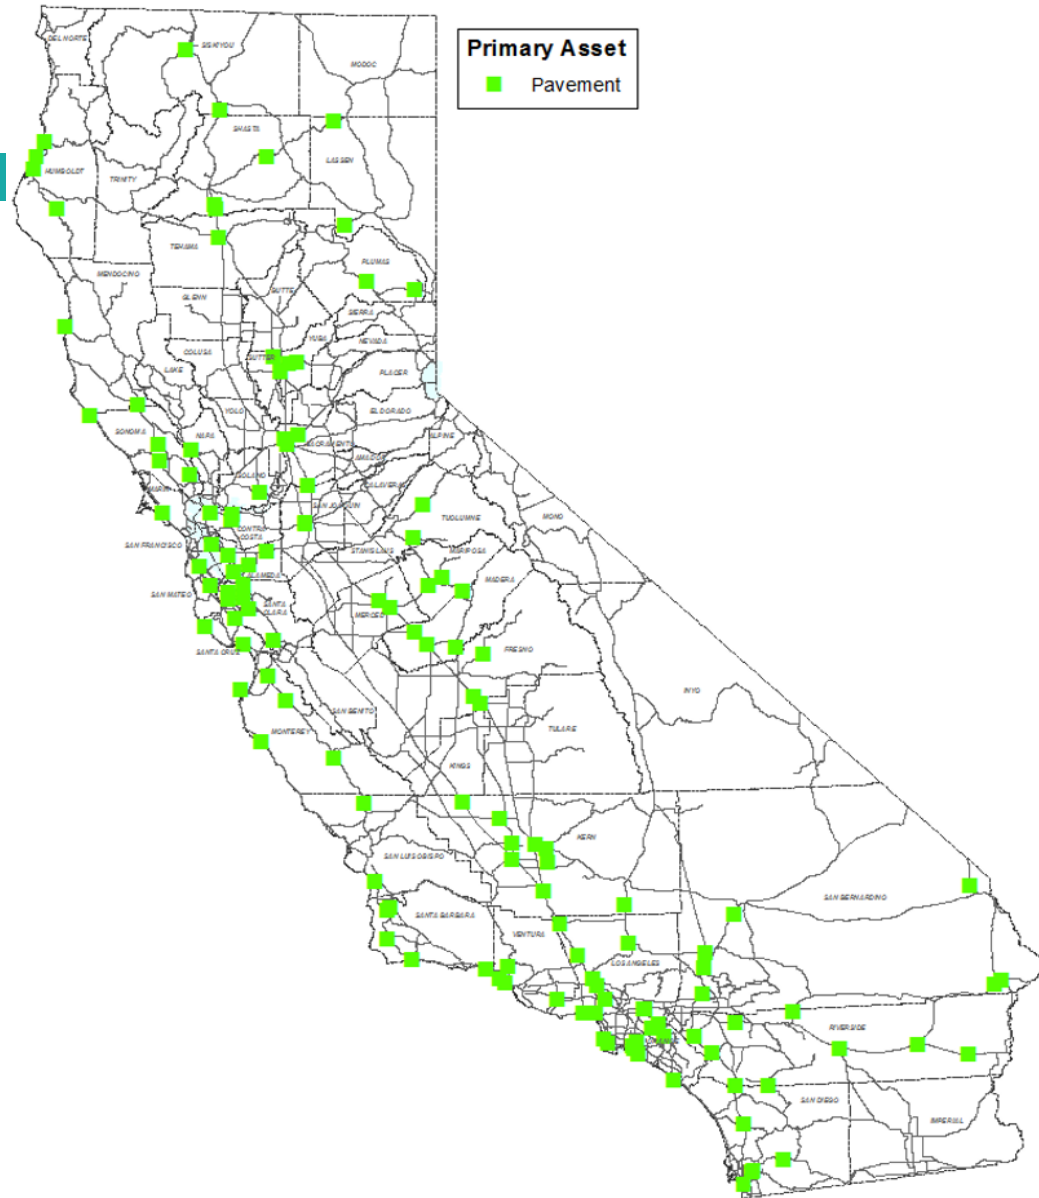 Primary Asset
Pavement
DEL NORTE
SISKIYOU
MODOC
SHASTA
LASSEN
HUMBOLDT
TRINITY
TEHAMA
PLUMAS
MENDOCINO
GLENN
BUTTE
SIERRA
COLUSA
SUTTER
YUBA
NEVADA
LAKE
PLACER
YOLO
EL DORADO
SONOMA
NAPA
SACRAMENTO
ALPINE
AMADOR
SOLANO
CALAVERAS
MARIN
SAN JOAQUIN
TUOLUMNE
MONO
CONTRA
COSTA
SAN FRANCISCO
STANISLAUS
MARIPOSA
ALAMEDA
MADERA
SAN MATEO
SANTA
CLARA
MERCED
SANTA CRUZ
FRESNO
INYO
SAN BENITO
MONTEREY
TULARE
KINGS
KERN
SAN LUIS OBISPO
SAN BERNARDINO
SANTA BARBARA
VENTURA
LOS ANGELES
RIVERSIDE
ORANGE
SAN DIEGO
IMPERIAL